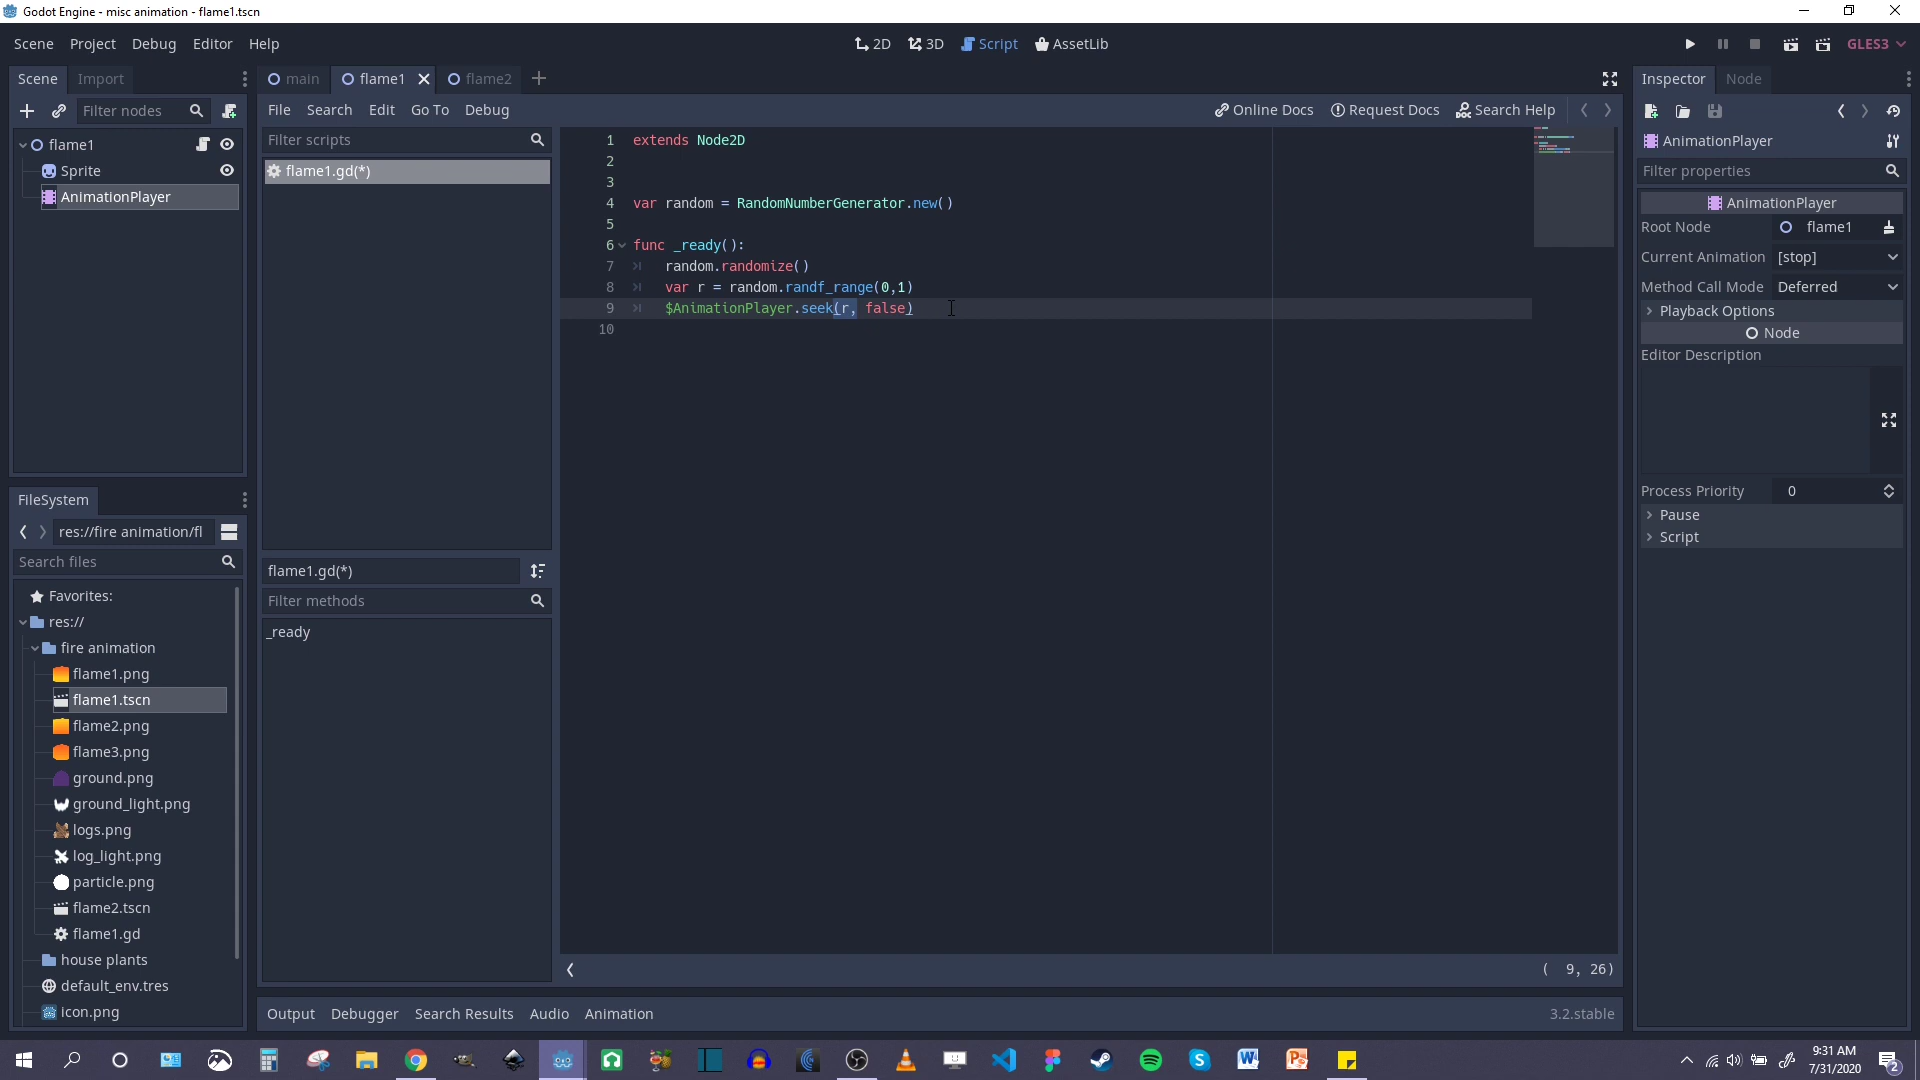 Godot Engine - misc animation - flame1.tscn
Scene Project Debug Editor Help
2D 3D Script AssetLib
GLES3
Scene Import
Filter nodes
flame1
Sprite
AnimationPlayer
FileSystem
res://fire animation/fl
Search files
Favorites:
res://
fire animation
flame1.png
flame1.tscn
flame2.png
flame3.png
ground.png
ground_light.png
logs.png
log_light.png
particle.png
flame2.tscn
flame1.gd
house plants
default_env.tres
icon.png
main flame1 flame2
File Search Edit Go To Debug
Online Docs Request Docs Search Help
Filter scripts
flame1.gd(*)
flame1.gd(*)
Filter methods
_ready
1 extends Node2D
2
3
4 var random = RandomNumberGenerator.new()
5
6 func _ready():
7 random.randomize()
8 var r = random.randf_range(0,1)
9 $AnimationPlayer.seek(r, false)
10
( 9, 26)
Output Debugger Search Results Audio Animation
3.2.stable
Inspector Node
AnimationPlayer
Filter properties
AnimationPlayer
Root Node flame1
Current Animation [stop]
Method Call Mode Deferred
Playback Options
Node
Editor Description
Process Priority 0
Pause
Script
9:31 AM
7/31/2020
2